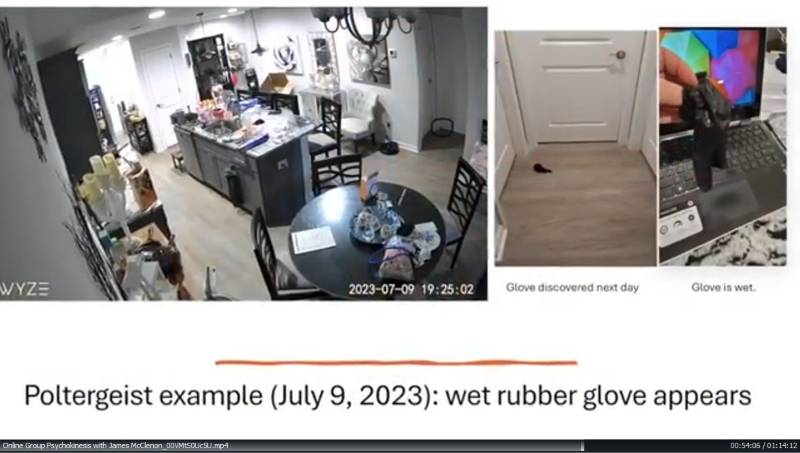 WYZE
2023-07-09 19:25:02
Glove discovered next day
Glove is wet.
Poltergeist example (July 9, 2023): wet rubber glove appears
Online Group Psychokinesis with James McClenon_00VMtS0Uc5U.mp4
00:54:06 / 01:14:12